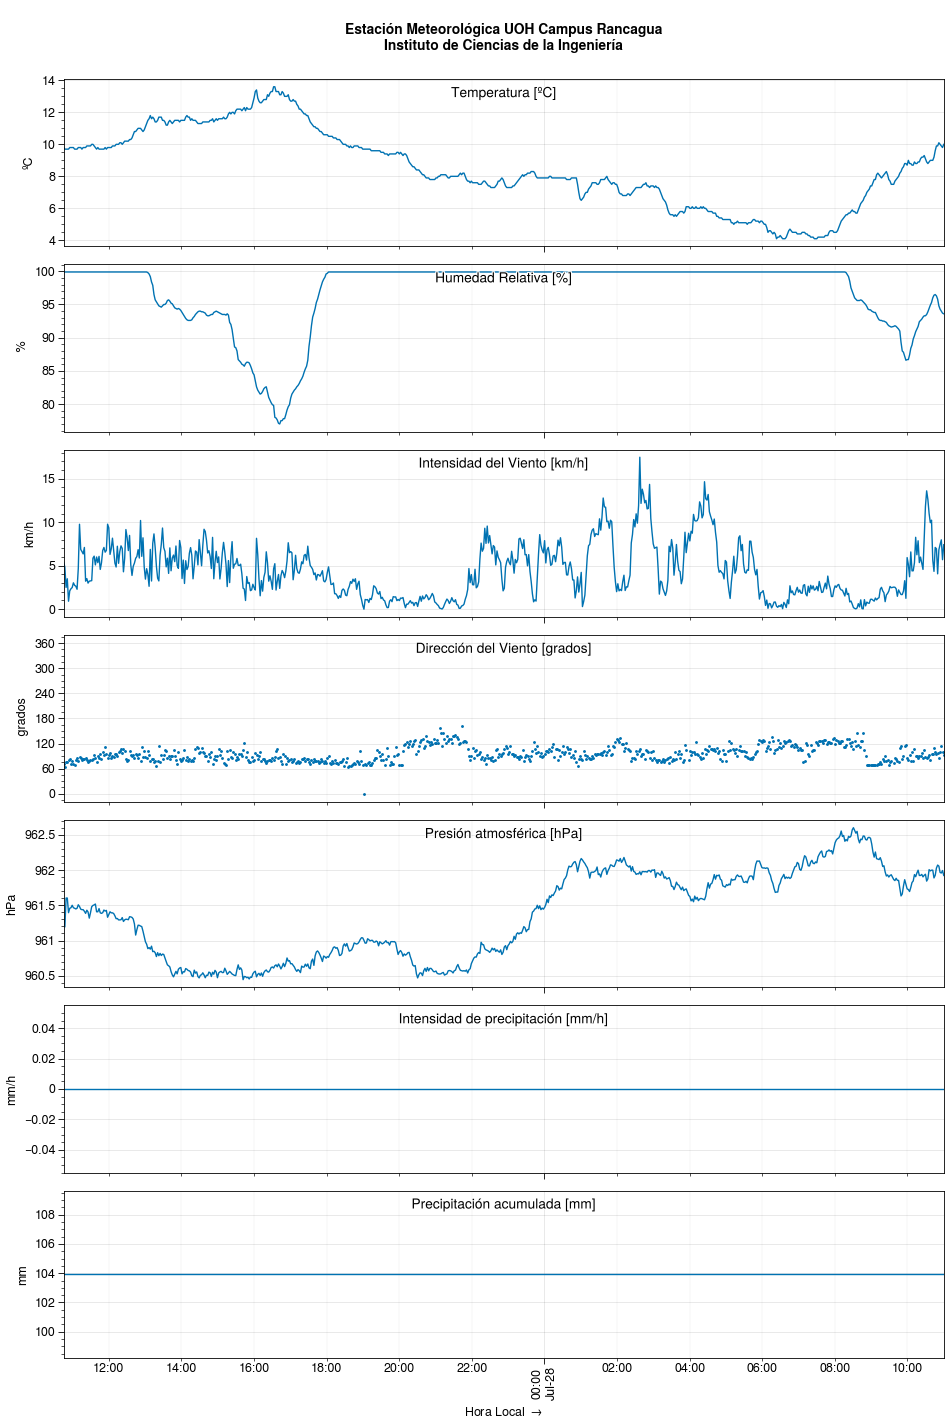 Estación Meteorológica UOH Campus Rancagua
Instituto de Ciencias de la Ingeniería
Temperatura [ºC]
ºC
14
12
10
8
6
4
Humedad Relativa [%]
%
100
95
90
85
80
Intensidad del Viento [km/h]
km/h
15
10
5
0
Dirección del Viento [grados]
grados
360
300
240
180
120
60
0
Presión atmosférica [hPa]
hPa
962.5
962
961.5
961
960.5
Intensidad de precipitación [mm/h]
mm/h
0.04
0.02
0
−0.02
−0.04
Precipitación acumulada [mm]
mm
108
106
104
102
100
12:00 14:00 16:00 18:00 20:00 22:00 00:00 02:00 04:00 06:00 08:00 10:00
Jul-28
Hora Local →